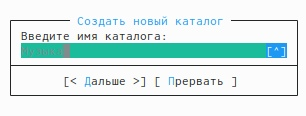 Создать новый каталог
Введите имя каталога:
[^]
[< Дальше >] [ Прервать ]